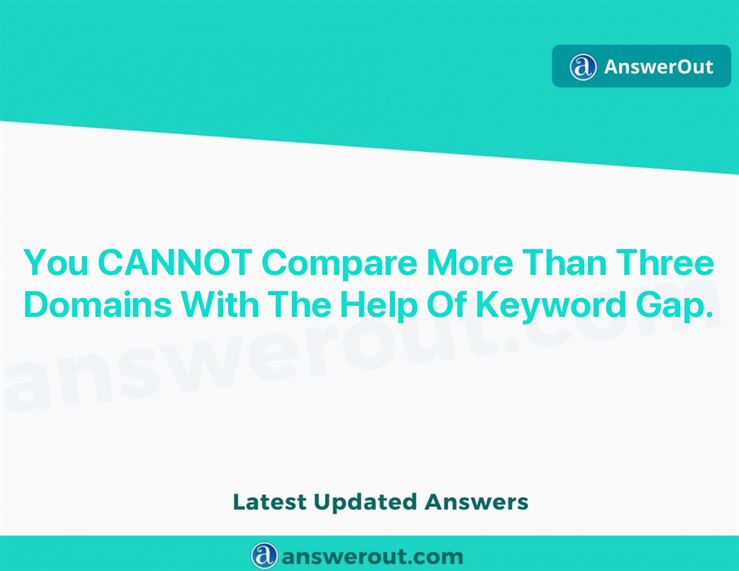 AnswerOut
You CANNOT Compare More Than Three
Domains With The Help Of Keyword Gap.
answerout.com
Latest Updated Answers
answerout.com